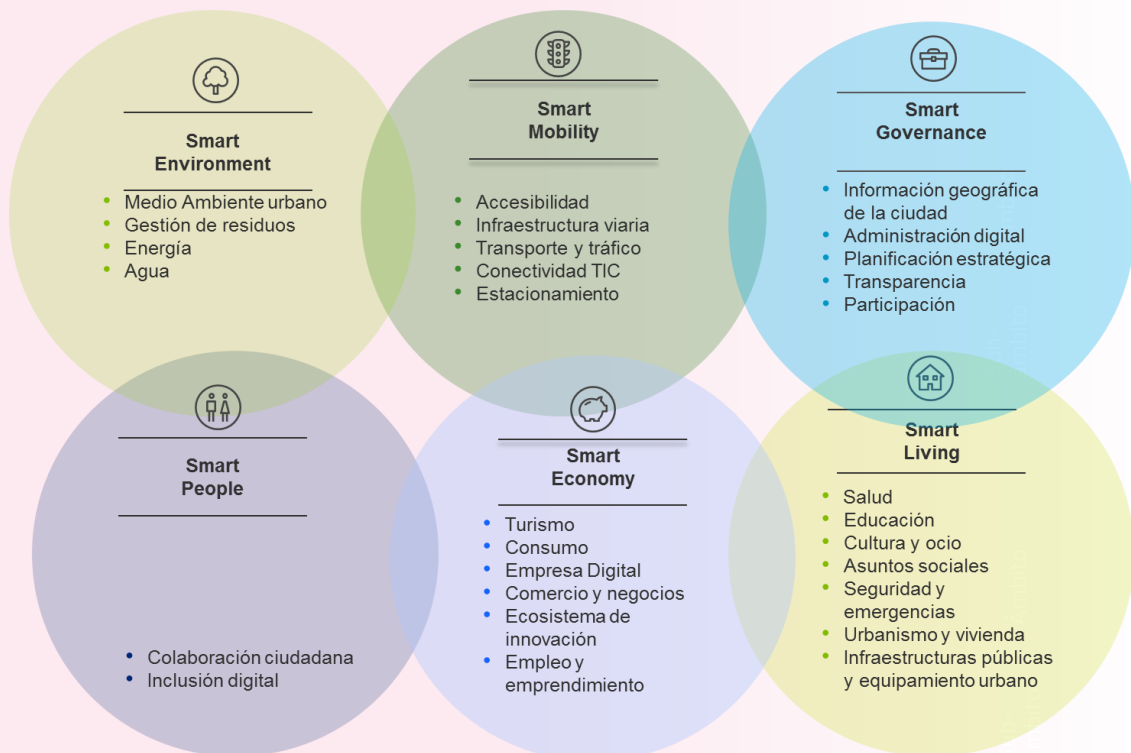 Smart
Environment
Medio Ambiente urbano
Gestión de residuos
Energía
Agua
Smart
Mobility
Accesibilidad
Infraestructura viaria
Transporte y tráfico
Conectividad TIC
Estacionamiento
Smart
Governance
Información geográfica
de la ciudad
Administración digital
Planificación estratégica
Transparencia
Participación
Smart
People
Colaboración ciudadana
Inclusión digital
Smart
Economy
Turismo
Consumo
Empresa Digital
Comercio y negocios
Ecosistema de
innovación
Empleo y
emprendimiento
Smart
Living
Salud
Educación
Cultura y ocio
Asuntos sociales
Seguridad y
emergencias
Urbanismo y vivienda
Infraestructuras públicas
y equipamiento urbano